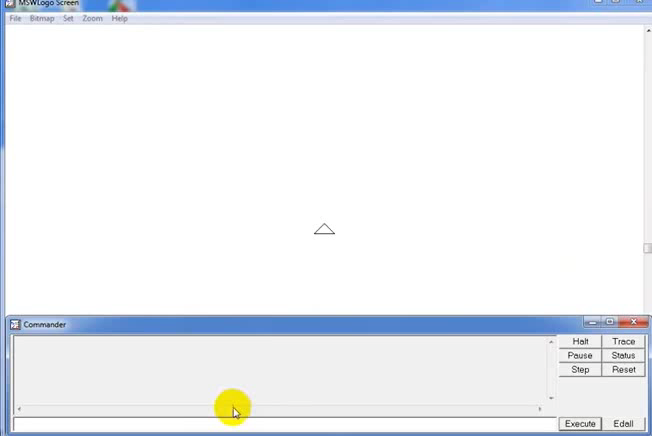 MSWLogo Screen
File Bitmap Set Zoom Help
Commander
Halt Trace
Pause Status
Step Reset
Execute Edall